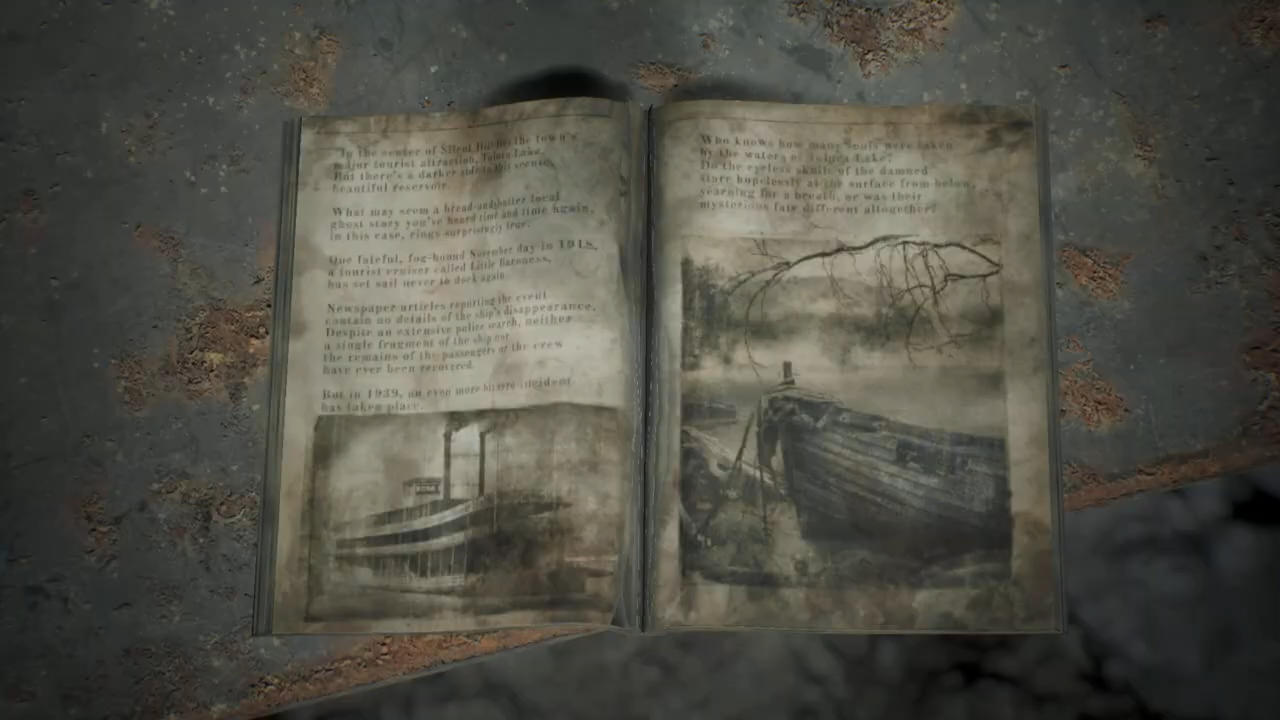 In the center of Silent Hill lies the town's
major tourist attraction, Toluca Lake.
But there's a darker side to this scenic,
beautiful reservoir.
What may seem a bread-and-butter local
ghost story you've heard time and time again,
in this case, rings surprisingly true.
One fateful, fog-bound November day in 1918,
a tourist cruiser called Little Baroness,
has set sail never to dock again.
Newspaper articles reporting the event
contain no details of the ship's disappearance.
Despite an extensive police search, neither
a single fragment of the ship nor
the remains of the passengers or the crew
have ever been recovered.
But in 1939, an even more bizarre incident
has taken place.
Who knows how many souls were taken
by the waters of Toluca Lake?
Do the eyeless skulls of the damned
stare hopelessly at the surface from below,
yearning for a breath, or was their
mysterious fate different altogether?